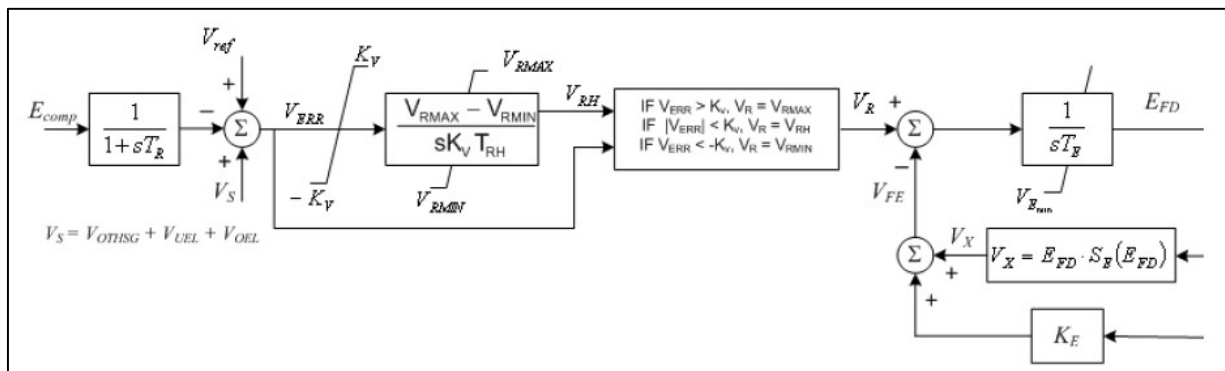 V_ref
K_V
V_RMAX
E_comp
1
1 + sT_R
+
−
Σ
+
V_S
V_ERR
− K_V
V_RMAX − V_RMIN
sK_V T_RH
V_RMIN
V_RH
IF V_ERR > K_v, V_R = V_RMAX
IF |V_ERR| < K_v, V_R = V_RH
IF V_ERR < -K_v, V_R = V_RMIN
V_R
+
Σ
−
V_FE
1
sT_E
E_FD
V_Emin
V_S = V_OTHSG + V_UEL + V_OEL
Σ
V_X
+
V_X = E_FD · S_E(E_FD)
+
K_E